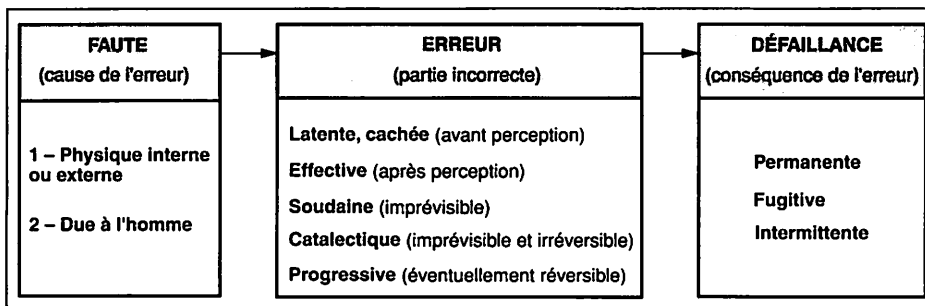 FAUTE
(cause de l'erreur)
1 – Physique interne
ou externe
2 – Due à l'homme
ERREUR
(partie incorrecte)
Latente, cachée (avant perception)
Effective (après perception)
Soudaine (imprévisible)
Catalectique (imprévisible et irréversible)
Progressive (éventuellement réversible)
DÉFAILLANCE
(conséquence de l'erreur)
Permanente
Fugitive
Intermittente